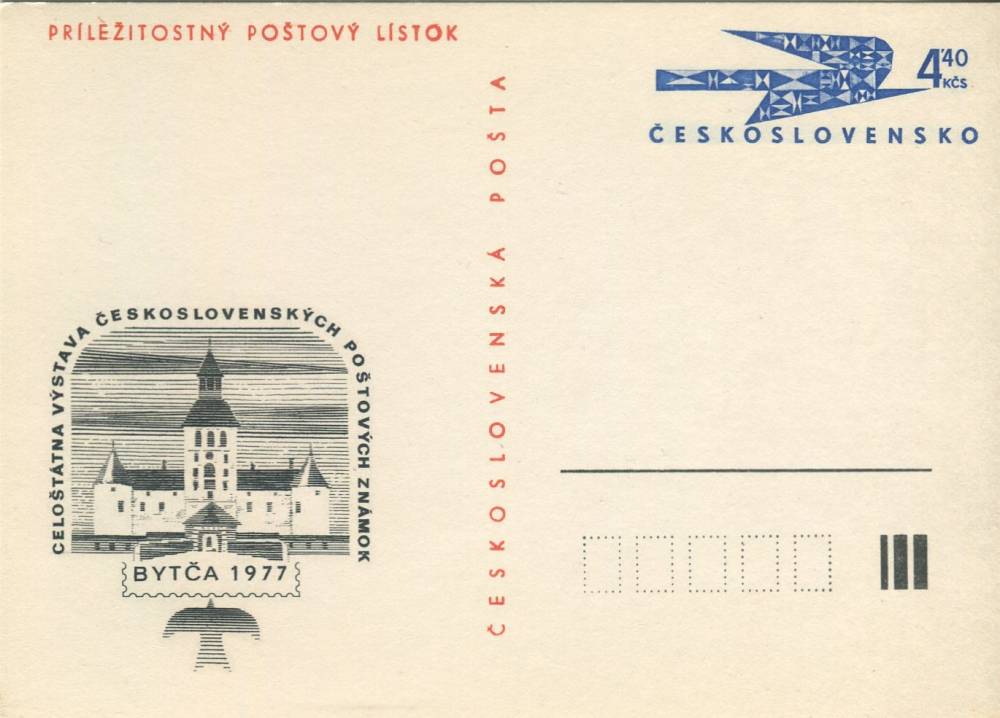 PRÍLEŽITOSTNÝ POŠTOVÝ LÍSTOK
4'40
KČS
ČESKOSLOVENSKO
ČESKOSLOVENSKÁ POŠTA
CELOŠTÁTNA VÝSTAVA ČESKOSLOVENSKÝCH POŠTOVÝCH ZNÁMOK
BYTČA 1977